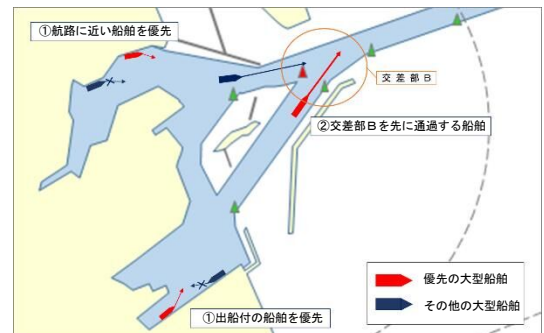 ①航路に近い船舶を優先
交差部B
②交差部Bを先に通過する船舶
①出船付の船舶を優先
優先の大型船舶
その他の大型船舶